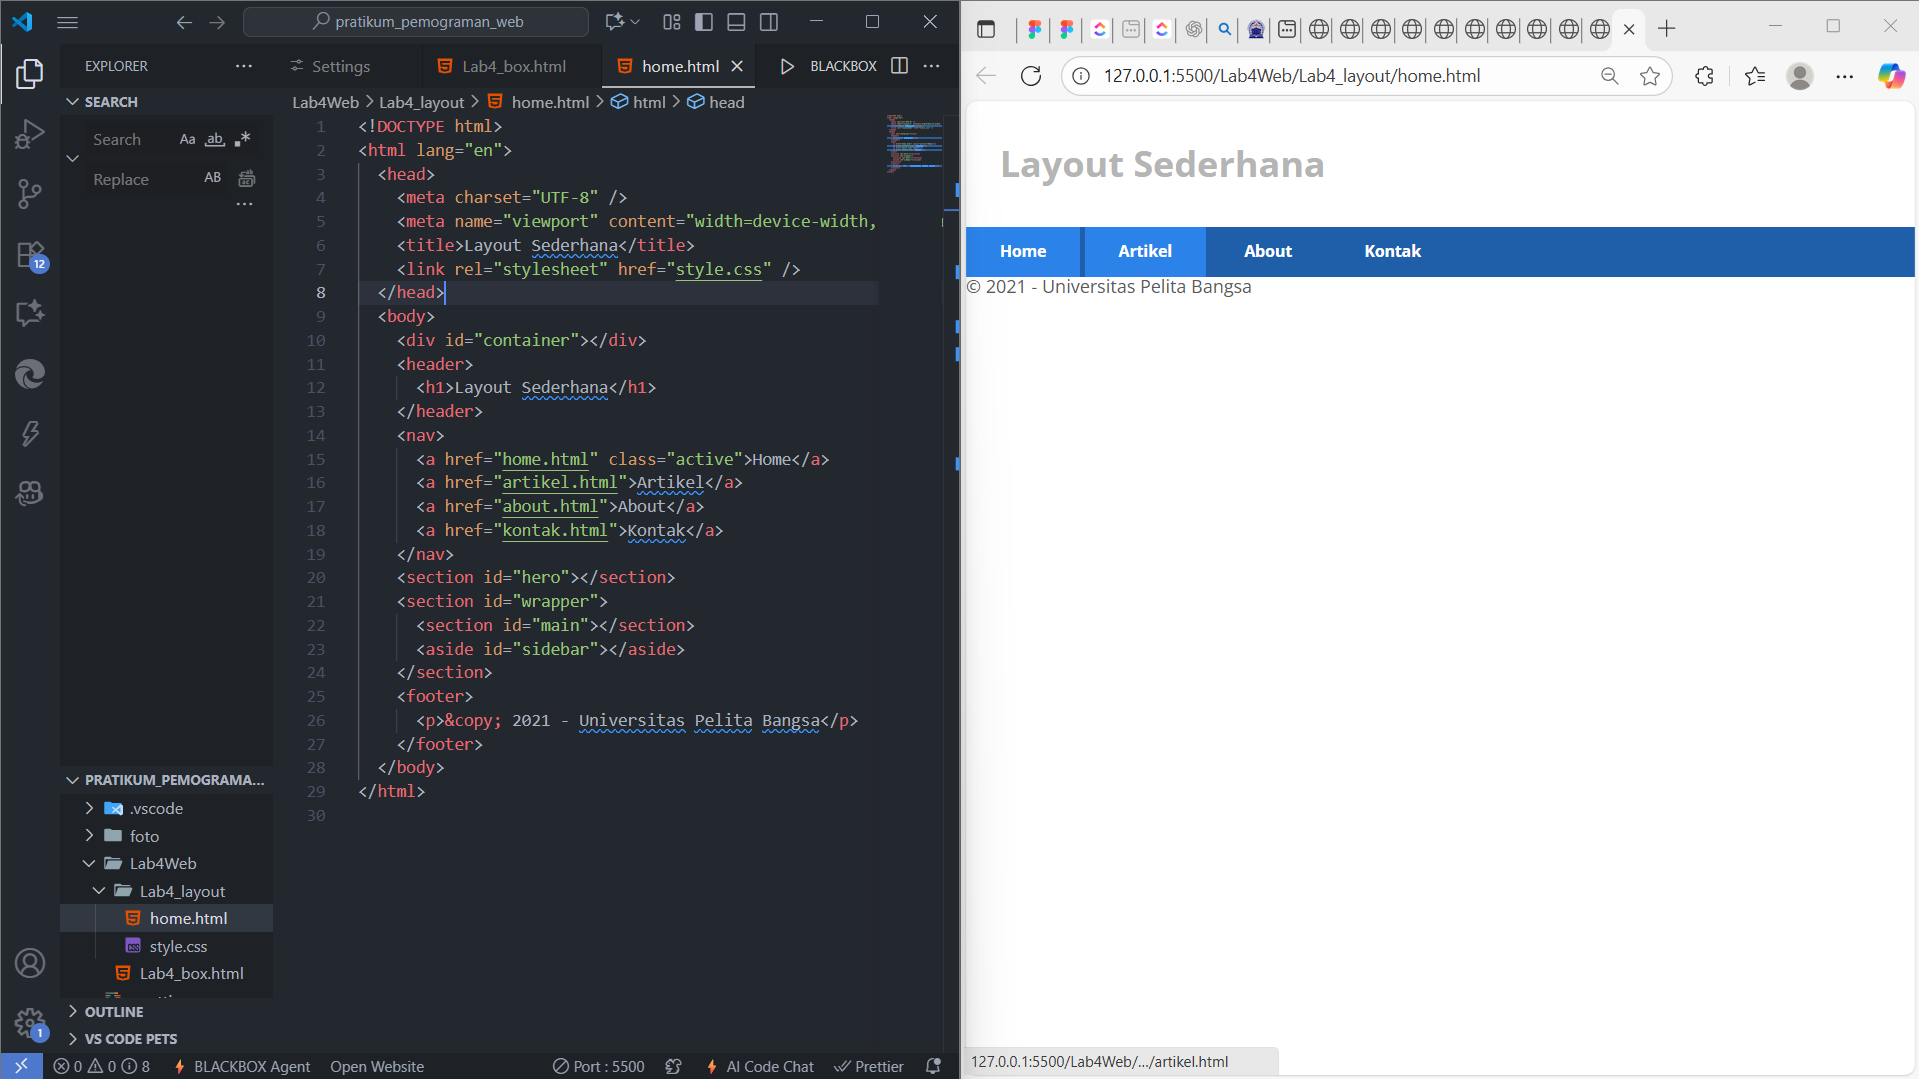 pratikum_pemograman_web
EXPLORER
Settings
Lab4_box.html
home.html
BLACKBOX
SEARCH
Search
Aa
ab
Replace
AB
Lab4Web > Lab4_layout > home.html > html > head
1 <!DOCTYPE html>
2 <html lang="en">
3 <head>
4 <meta charset="UTF-8" />
5 <meta name="viewport" content="width=device-width,
6 <title>Layout Sederhana</title>
7 <link rel="stylesheet" href="style.css" />
8 </head>
9 <body>
10 <div id="container"></div>
11 <header>
12 <h1>Layout Sederhana</h1>
13 </header>
14 <nav>
15 <a href="home.html" class="active">Home</a>
16 <a href="artikel.html">Artikel</a>
17 <a href="about.html">About</a>
18 <a href="kontak.html">Kontak</a>
19 </nav>
20 <section id="hero"></section>
21 <section id="wrapper">
22 <section id="main"></section>
23 <aside id="sidebar"></aside>
24 </section>
25 <footer>
26 <p>&copy; 2021 - Universitas Pelita Bangsa</p>
27 </footer>
28 </body>
29 </html>
30
12
PRATIKUM_PEMOGRAMA...
.vscode
foto
Lab4Web
Lab4_layout
home.html
style.css
Lab4_box.html
OUTLINE
VS CODE PETS
1
0 0 8
BLACKBOX Agent
Open Website
Port : 5500
AI Code Chat
Prettier
127.0.0.1:5500/Lab4Web/Lab4_layout/home.html
Layout Sederhana
Home Artikel About Kontak
© 2021 - Universitas Pelita Bangsa
127.0.0.1:5500/Lab4Web/.../artikel.html